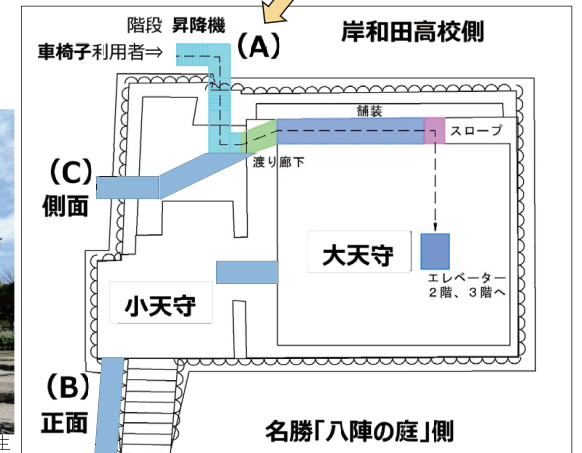 階段 昇降機
車椅子利用者⇒
(A)
岸和田高校側
舗装
スロープ
渡り廊下
(C)
側面
大天守
エレベーター
2階、3階へ
小天守
(B)
正面
名勝「八陣の庭」側